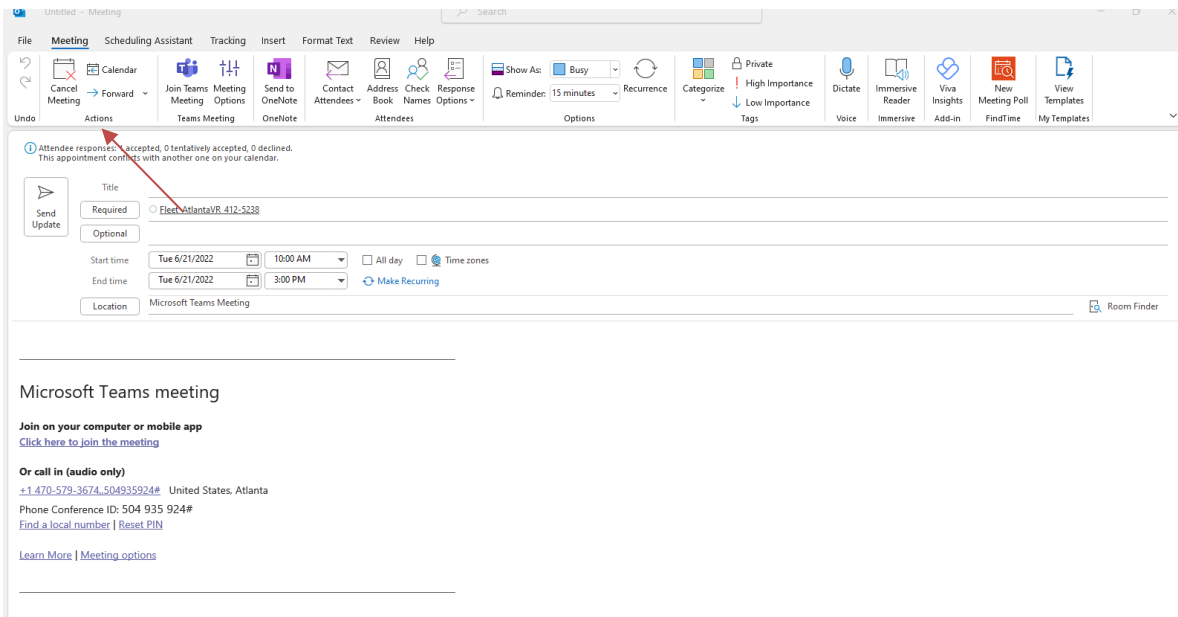 Untitled - Meeting
Search
File Meeting Scheduling Assistant Tracking Insert Format Text Review Help
Calendar Show As: Busy Private
High Importance
Cancel Meeting Forward Join Teams Meeting Meeting Options Send to OneNote Contact Attendees Address Book Check Names Response Options Reminder: 15 minutes Recurrence Categorize Dictate Immersive Reader Viva Insights New Meeting Poll View Templates
Low Importance
Undo Actions Teams Meeting OneNote Attendees Options Tags Voice Immersive Add-in FindTime My Templates
Attendee responses: 1 accepted, 0 tentatively accepted, 0 declined.
This appointment conflicts with another one on your calendar.
Title
Send Update
Required Fleet AtlantaVR 412-5238
Optional
Start time Tue 6/21/2022 10:00 AM All day Time zones
End time Tue 6/21/2022 3:00 PM Make Recurring
Location Microsoft Teams Meeting Room Finder
Microsoft Teams meeting
Join on your computer or mobile app
Click here to join the meeting
Or call in (audio only)
+1 470-579-3674,,504935924# United States, Atlanta
Phone Conference ID: 504 935 924#
Find a local number | Reset PIN
Learn More | Meeting options